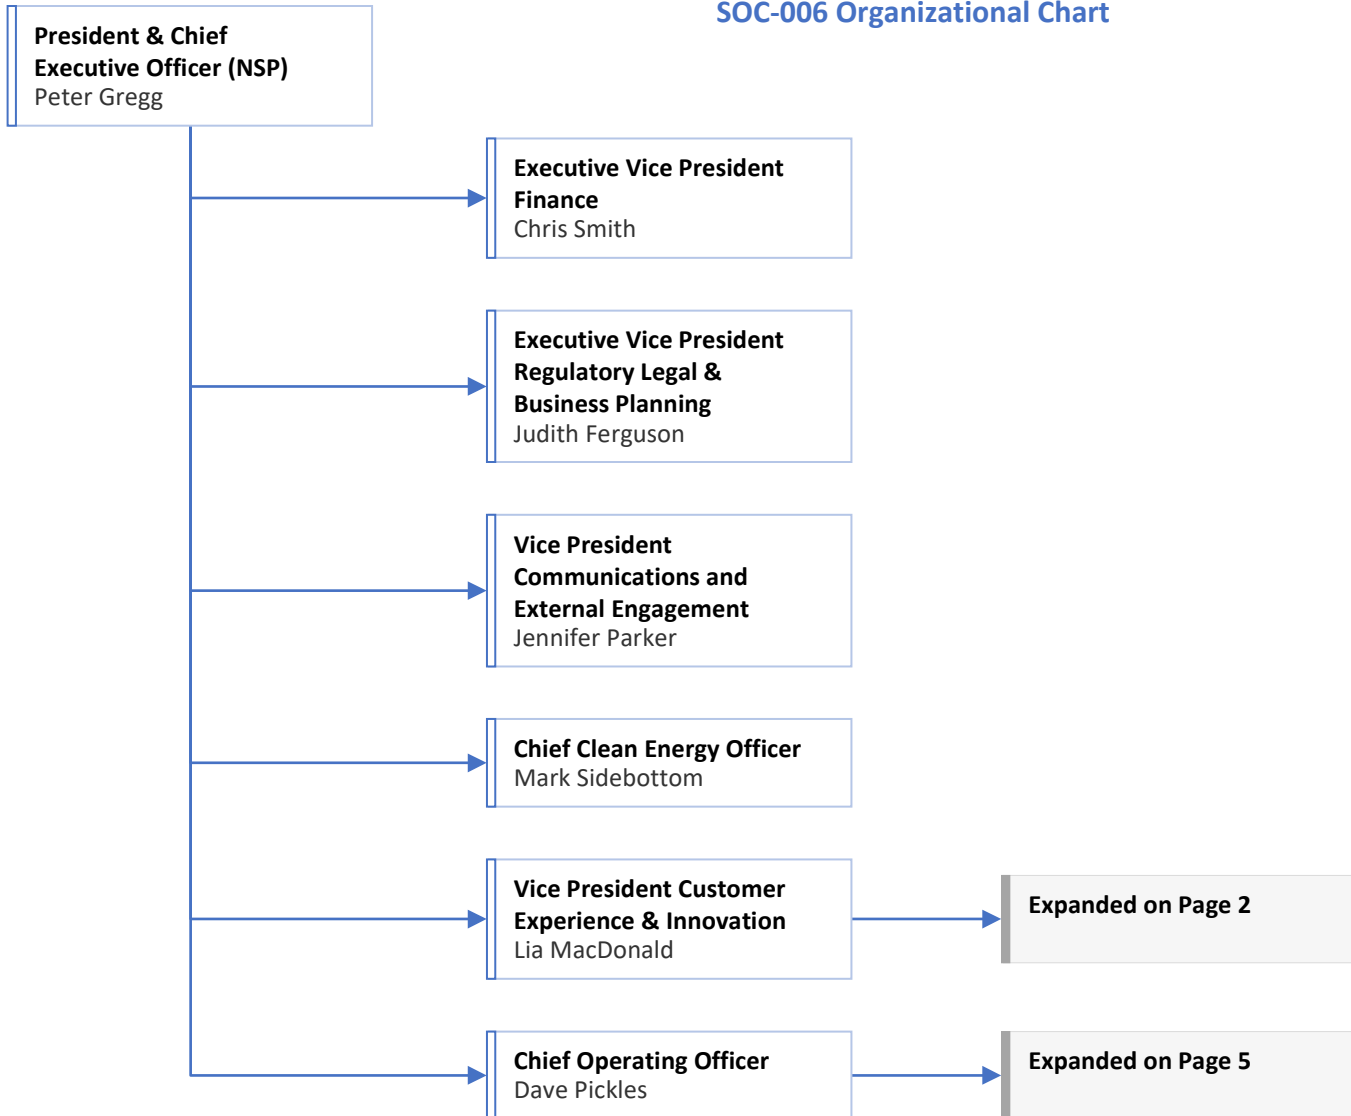 SOC-006 Organizational Chart
President & Chief
Executive Officer (NSP)
Peter Gregg
Executive Vice President
Finance
Chris Smith
Executive Vice President
Regulatory Legal &
Business Planning
Judith Ferguson
Vice President
Communications and
External Engagement
Jennifer Parker
Chief Clean Energy Officer
Mark Sidebottom
Vice President Customer
Experience & Innovation
Lia MacDonald
Expanded on Page 2
Chief Operating Officer
Dave Pickles
Expanded on Page 5